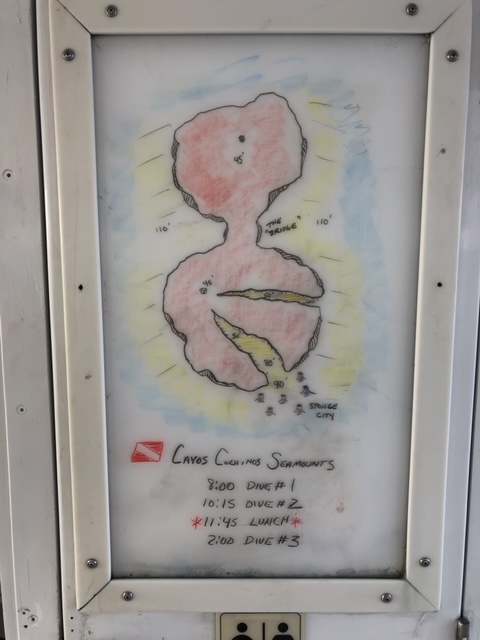 45'
110'
THE
"BRIDGE"
110'
40'
80'
90'
SPONGE
CITY
CAYOS COCHINOS SEAMOUNTS
8:00 DIVE #1
10:15 DIVE #2
*11:45 LUNCH*
2:00 DIVE #3